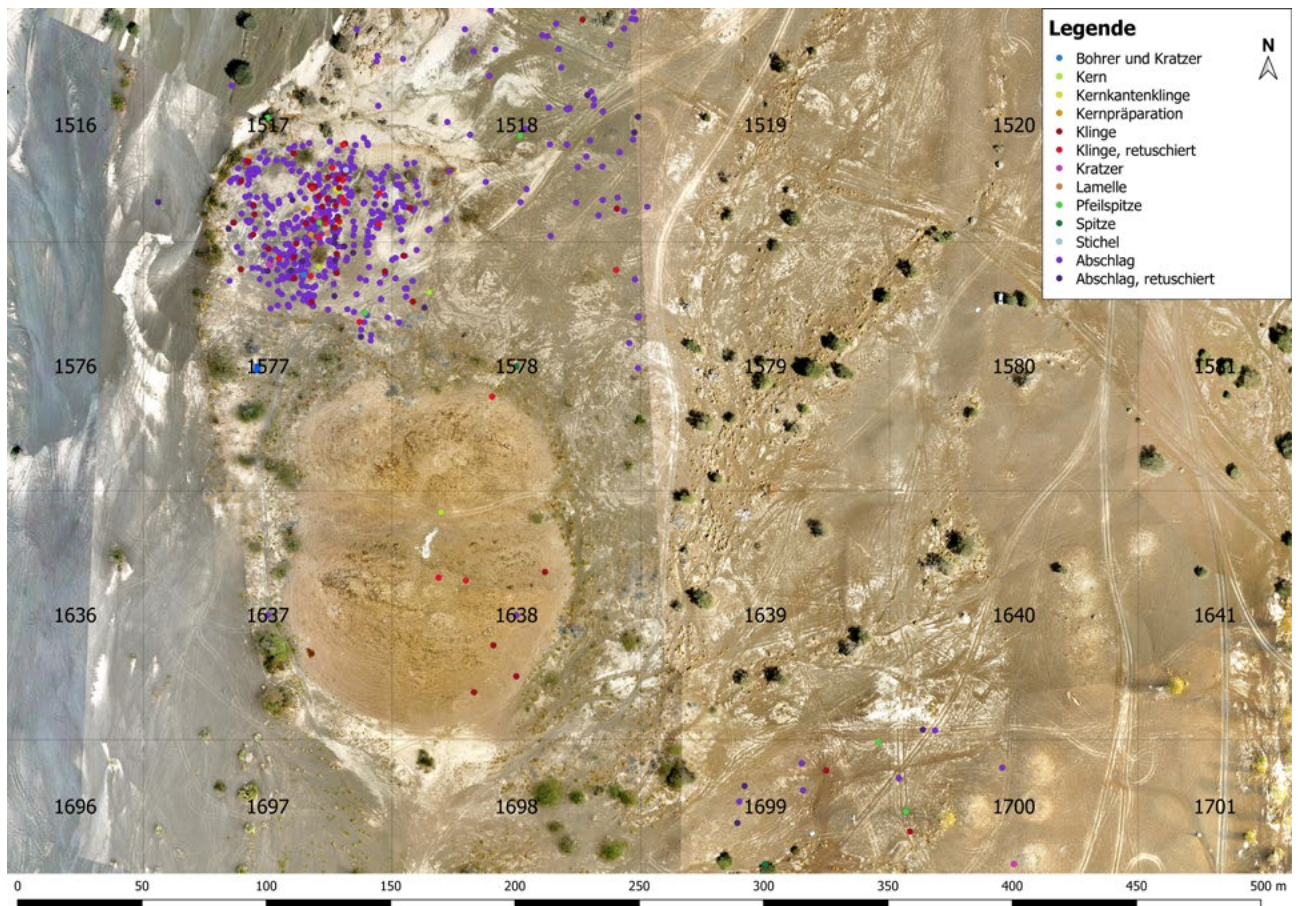 Legende
N
Bohrer und Kratzer
Kern
Kernkantenklinge
Kernpräparation
Klinge
Klinge, retuschiert
Kratzer
Lamelle
Pfeilspitze
Spitze
Stichel
Abschlag
Abschlag, retuschiert
1516 1517 1518 1519 1520
1576 1577 1578 1579 1580 1581
1636 1637 1638 1639 1640 1641
1696 1697 1698 1699 1700 1701
0 50 100 150 200 250 300 350 400 450 500 m